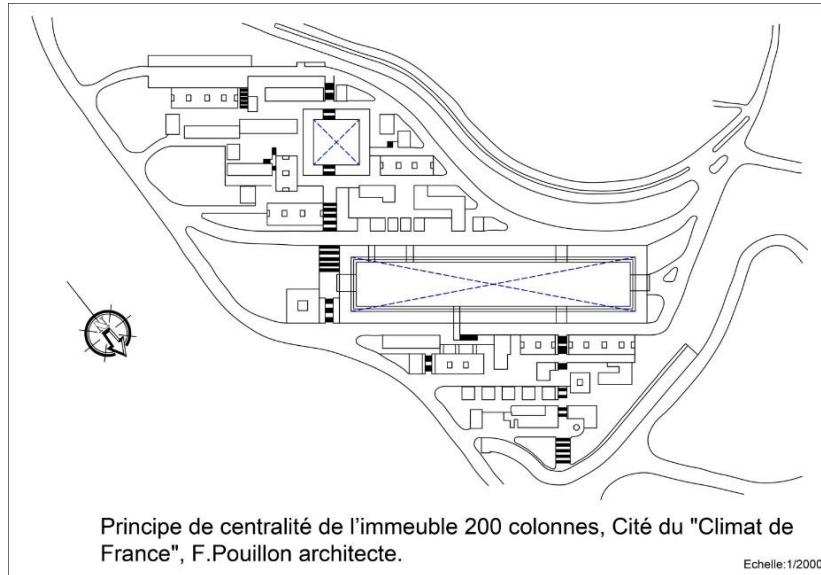 Principe de centralité de l'immeuble 200 colonnes, Cité du "Climat de
France", F.Pouillon architecte.
Echelle:1/2000